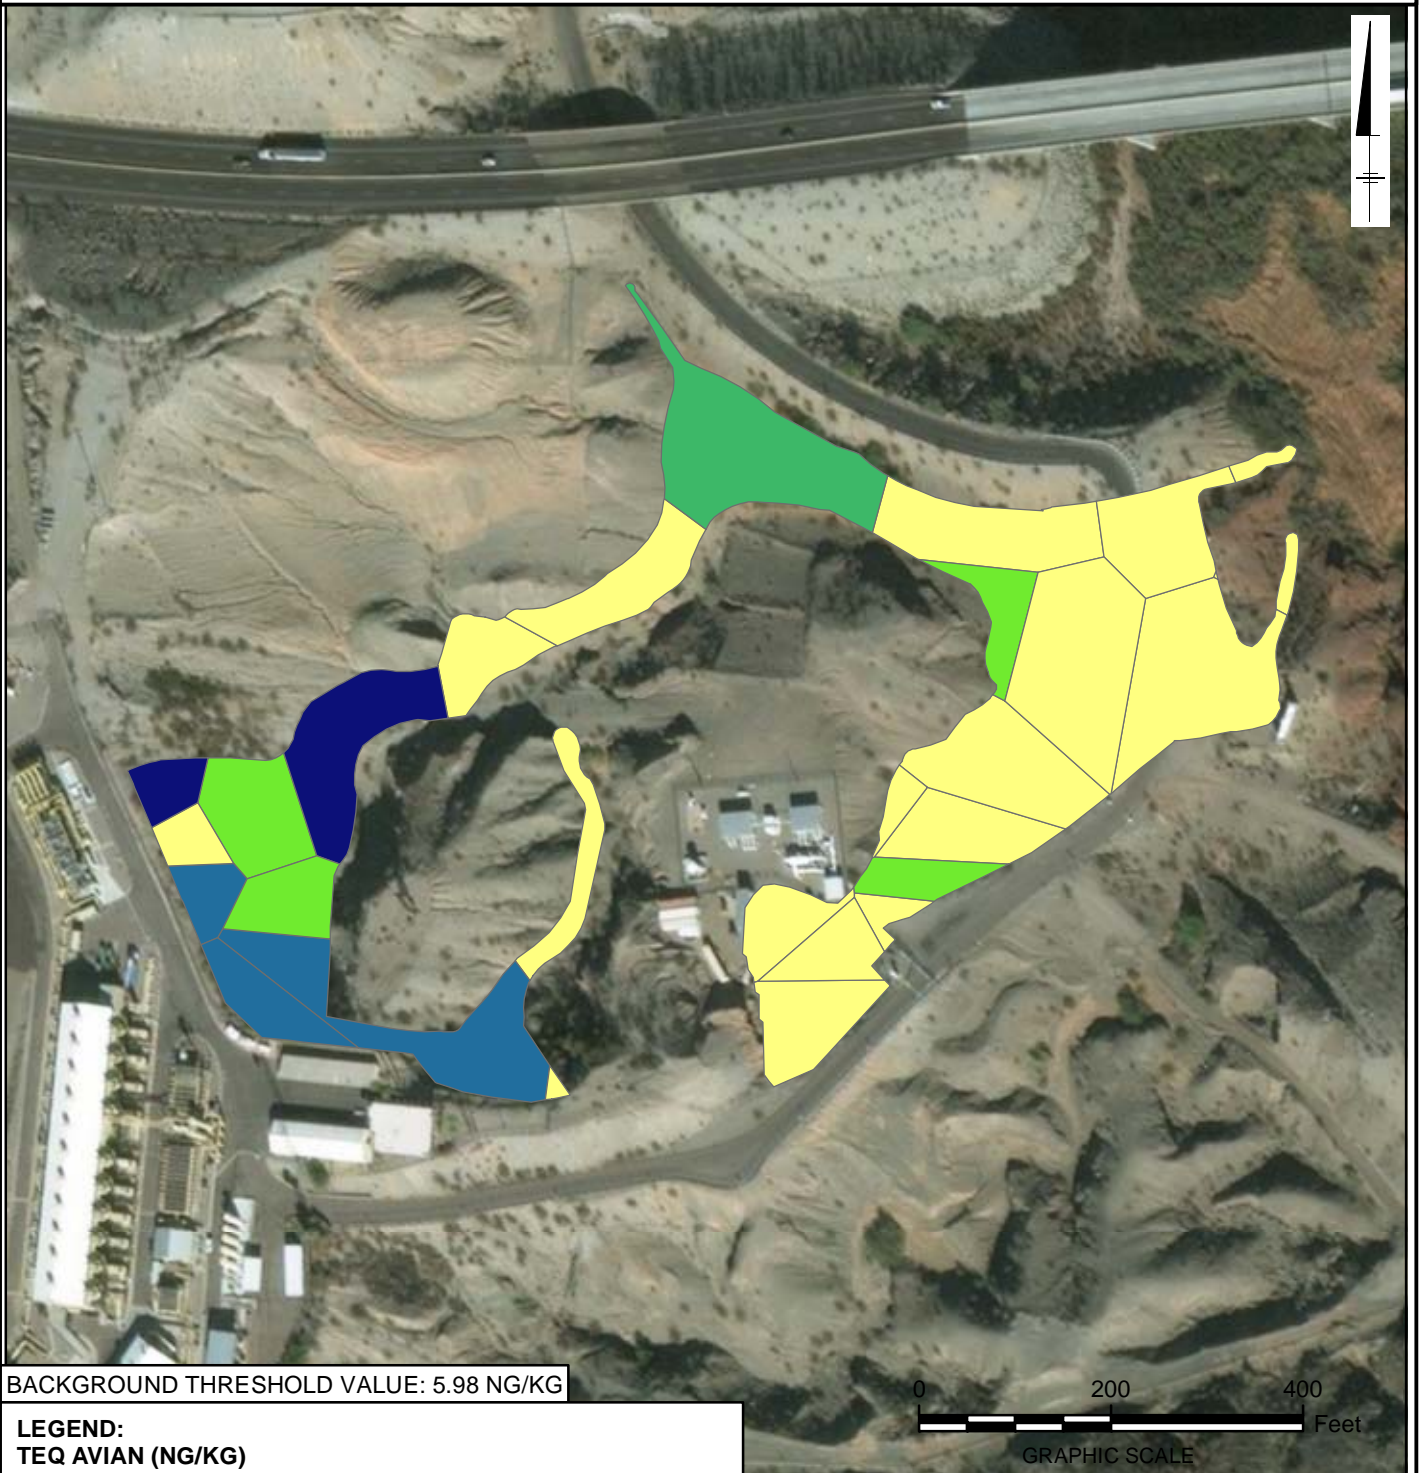 BACKGROUND THRESHOLD VALUE: 5.98 NG/KG
LEGEND:
TEQ AVIAN (NG/KG)
0 200 400
Feet
GRAPHIC SCALE